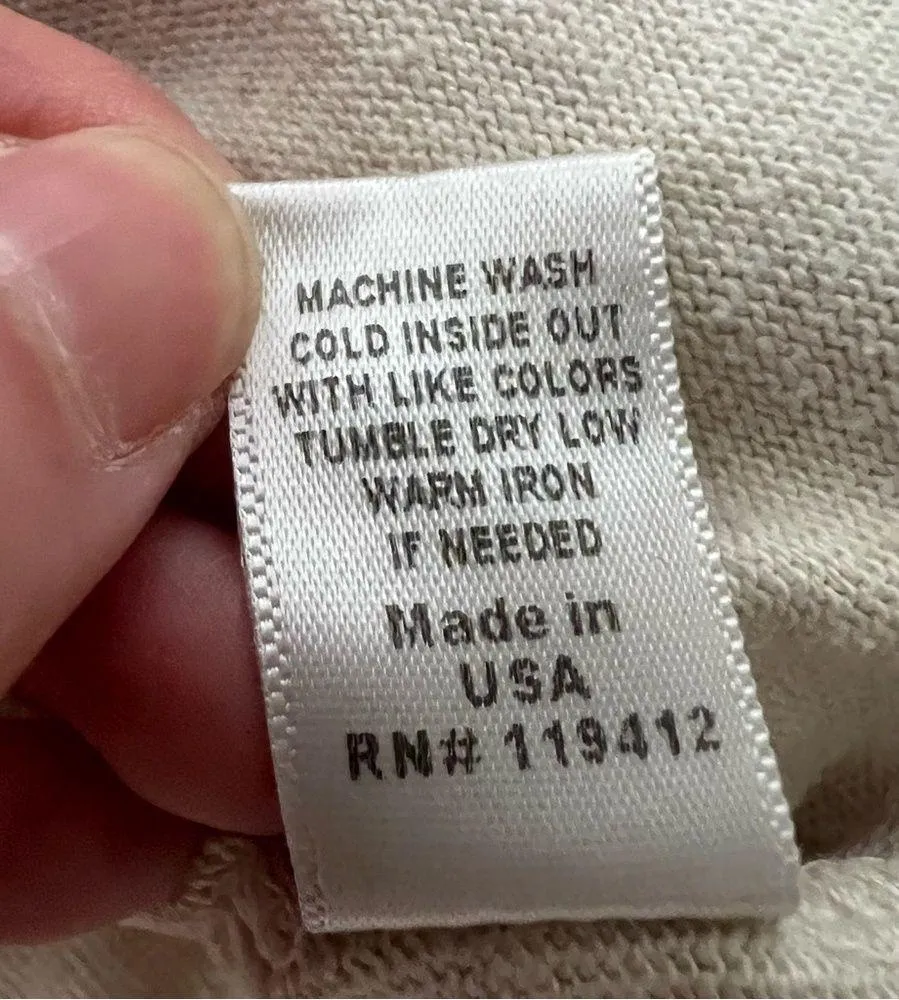 MACHINE WASH
COLD INSIDE OUT
WITH LIKE COLORS
TUMBLE DRY LOW
WARM IRON
IF NEEDED
Made in
USA
RN# 119412